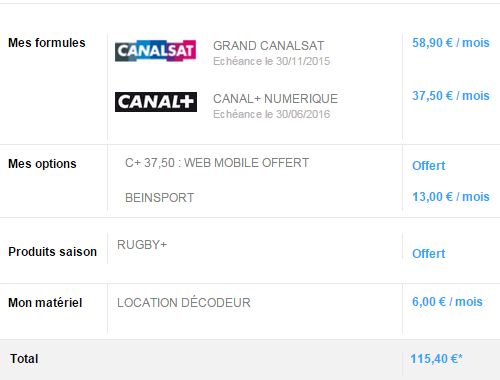 Mes formules
CANALSAT
GRAND CANALSAT
58,90 € / mois
Echéance le 30/11/2015
CANAL+
CANAL+ NUMERIQUE
37,50 € / mois
Echéance le 30/06/2016
Mes options
C+ 37,50 : WEB MOBILE OFFERT
Offert
BEINSPORT
13,00 € / mois
Produits saison
RUGBY+
Offert
Mon matériel
LOCATION DÉCODEUR
6,00 € / mois
Total
115,40 €*